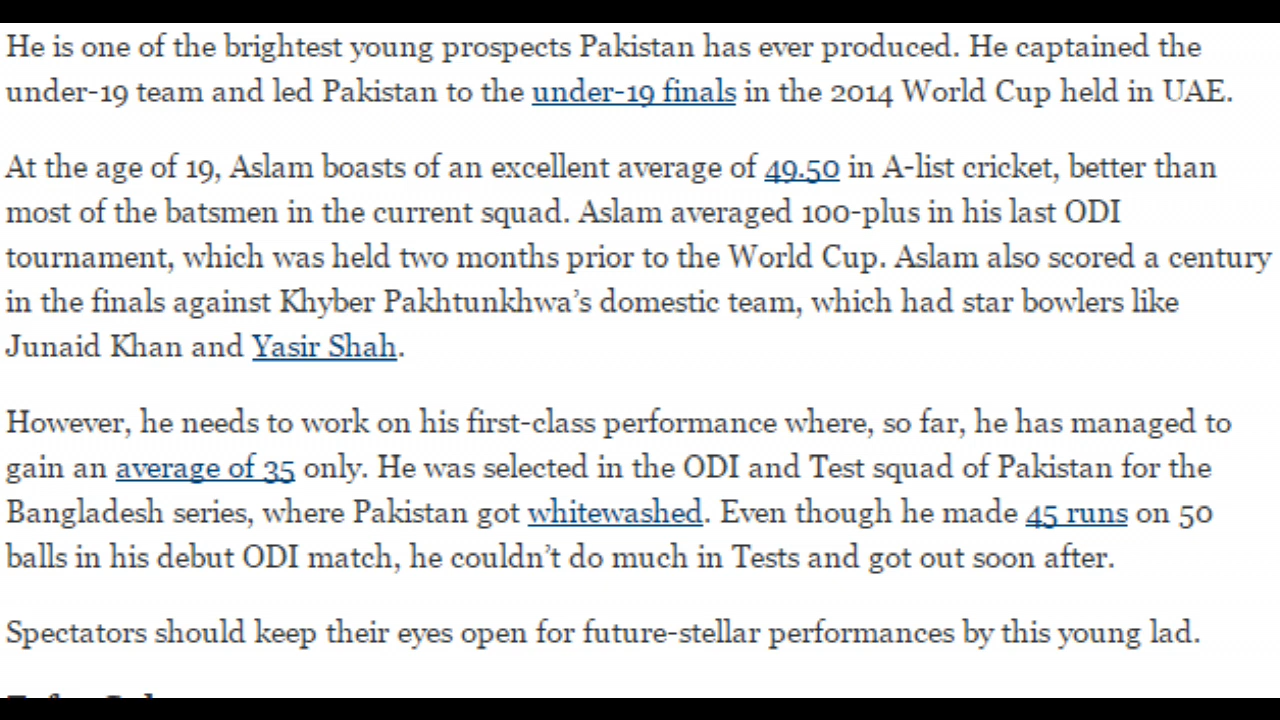 He is one of the brightest young prospects Pakistan has ever produced. He captained the
under-19 team and led Pakistan to the under-19 finals in the 2014 World Cup held in UAE.
At the age of 19, Aslam boasts of an excellent average of 49.50 in A-list cricket, better than
most of the batsmen in the current squad. Aslam averaged 100-plus in his last ODI
tournament, which was held two months prior to the World Cup. Aslam also scored a century
in the finals against Khyber Pakhtunkhwa’s domestic team, which had star bowlers like
Junaid Khan and Yasir Shah.
However, he needs to work on his first-class performance where, so far, he has managed to
gain an average of 35 only. He was selected in the ODI and Test squad of Pakistan for the
Bangladesh series, where Pakistan got whitewashed. Even though he made 45 runs on 50
balls in his debut ODI match, he couldn’t do much in Tests and got out soon after.
Spectators should keep their eyes open for future-stellar performances by this young lad.